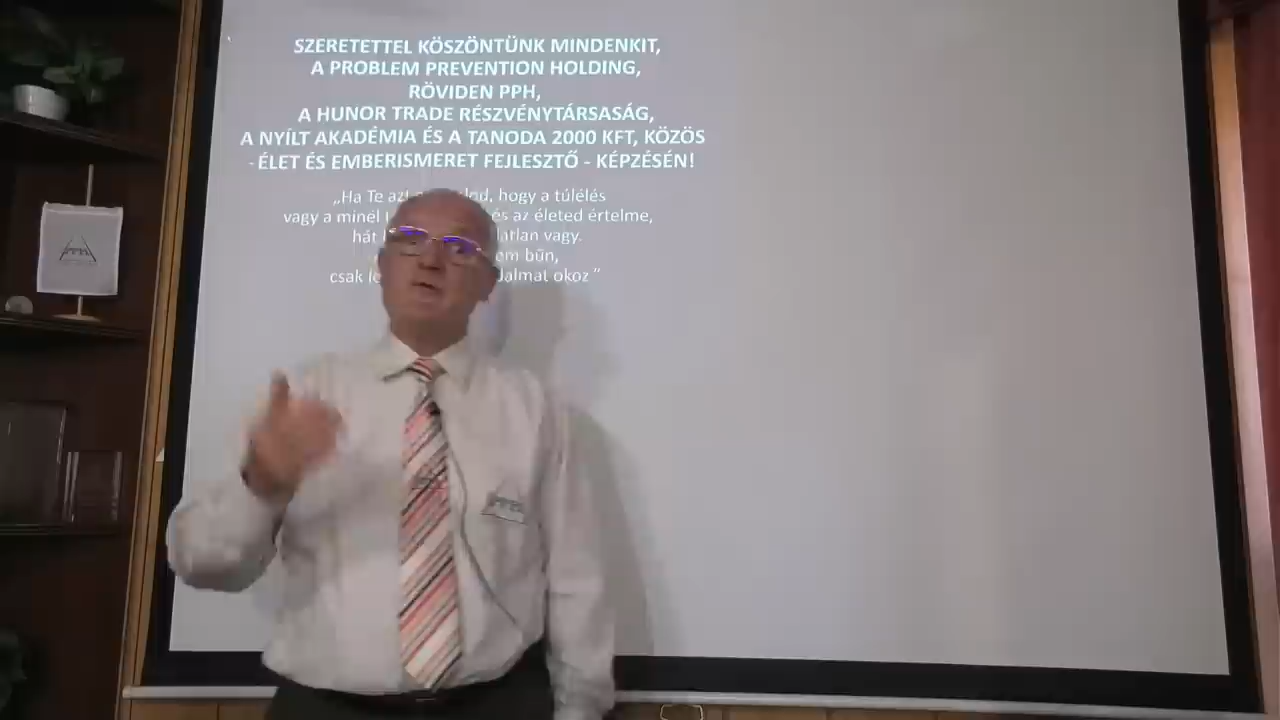 SZERETETTEL KÖSZÖNTÜNK MINDENKIT,
A PROBLEM PREVENTION HOLDING,
RÖVIDEN PPH,
A HUNOR TRADE RÉSZVÉNYTÁRSASÁG,
A NYÍLT AKADÉMIA ÉS A TANODA 2000 KFT, KÖZÖS
- ÉLET ÉS EMBERISMERET FEJLESZTŐ - KÉPZÉSÉN!
„Ha Te azt hogy a túlélés
vagy a minél és az életed értelme,
hát vagy.
bűn,
csak okoz”